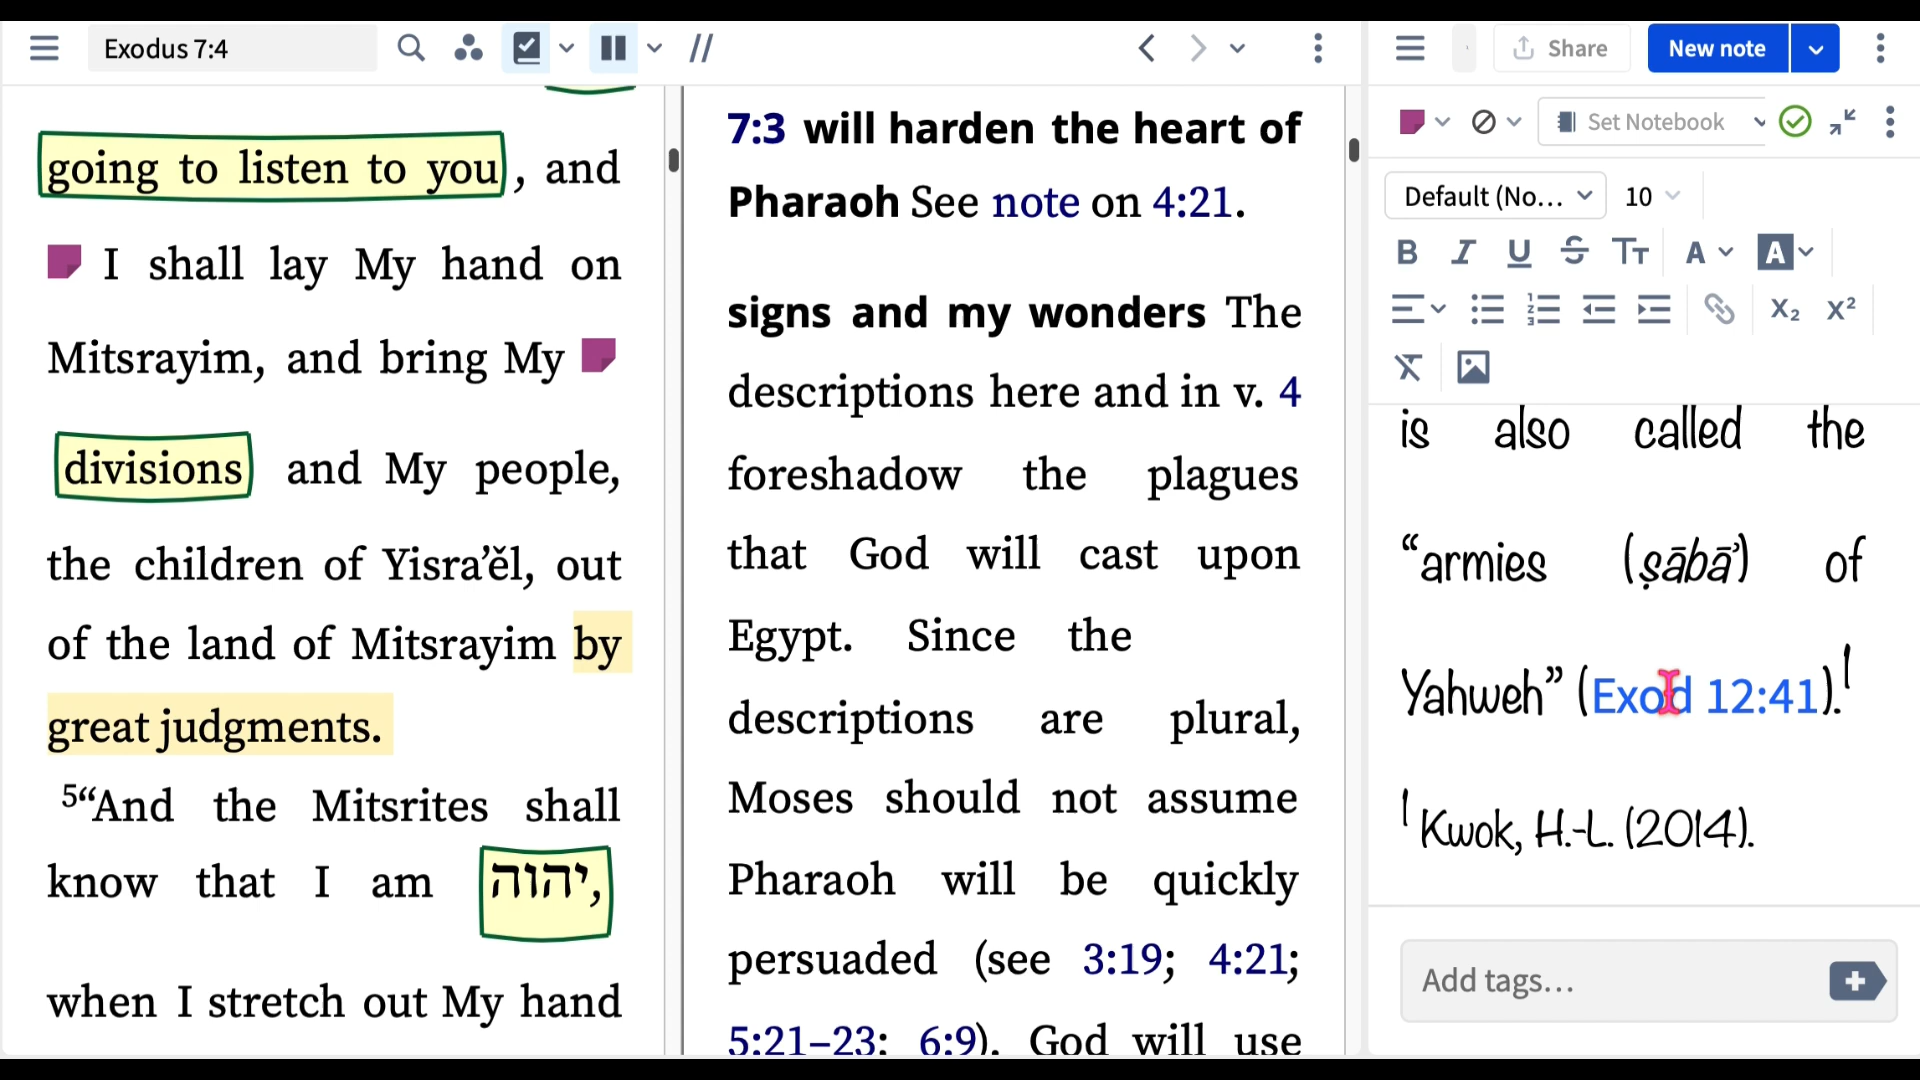 Exodus 7:4
//
Share
New note
going to listen to you, and
I shall lay My hand on
Mitsrayim, and bring My
divisions and My people,
the children of Yisra’ěl, out
of the land of Mitsrayim by
great judgments.
5“And the Mitsrites shall
know that I am יהוה,
when I stretch out My hand
7:3 will harden the heart of
Pharaoh See note on 4:21.
signs and my wonders The
descriptions here and in v. 4
foreshadow the plagues
that God will cast upon
Egypt. Since the
descriptions are plural,
Moses should not assume
Pharaoh will be quickly
persuaded (see 3:19; 4:21;
5:21–23; 6:9). God will use
Set Notebook
Default (No... 10
B I U S TT A A
X₂ X²
is also called the
“armies (ṣābāʾ) of
Yahweh” (Exod 12:41).¹
¹ Kwok, H.-L. (2014).
Add tags...